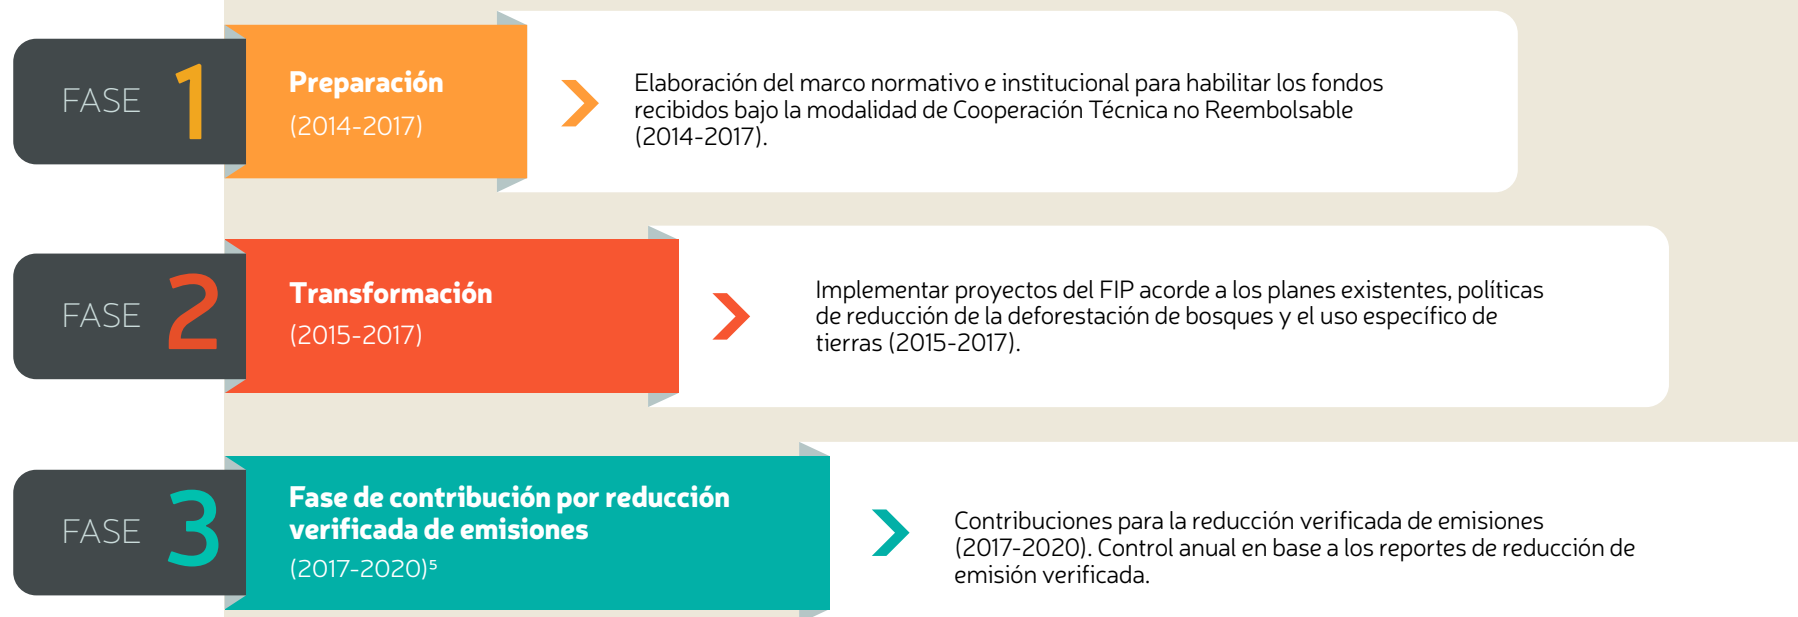 FASE 1
Preparación
(2014-2017)
Elaboración del marco normativo e institucional para habilitar los fondos
recibidos bajo la modalidad de Cooperación Técnica no Reembolsable
(2014-2017).
FASE 2
Transformación
(2015-2017)
Implementar proyectos del FIP acorde a los planes existentes, políticas
de reducción de la deforestación de bosques y el uso específico de
tierras (2015-2017).
FASE 3
Fase de contribución por reducción
verificada de emisiones
(2017-2020)⁵
Contribuciones para la reducción verificada de emisiones
(2017-2020). Control anual en base a los reportes de reducción de
emisión verificada.